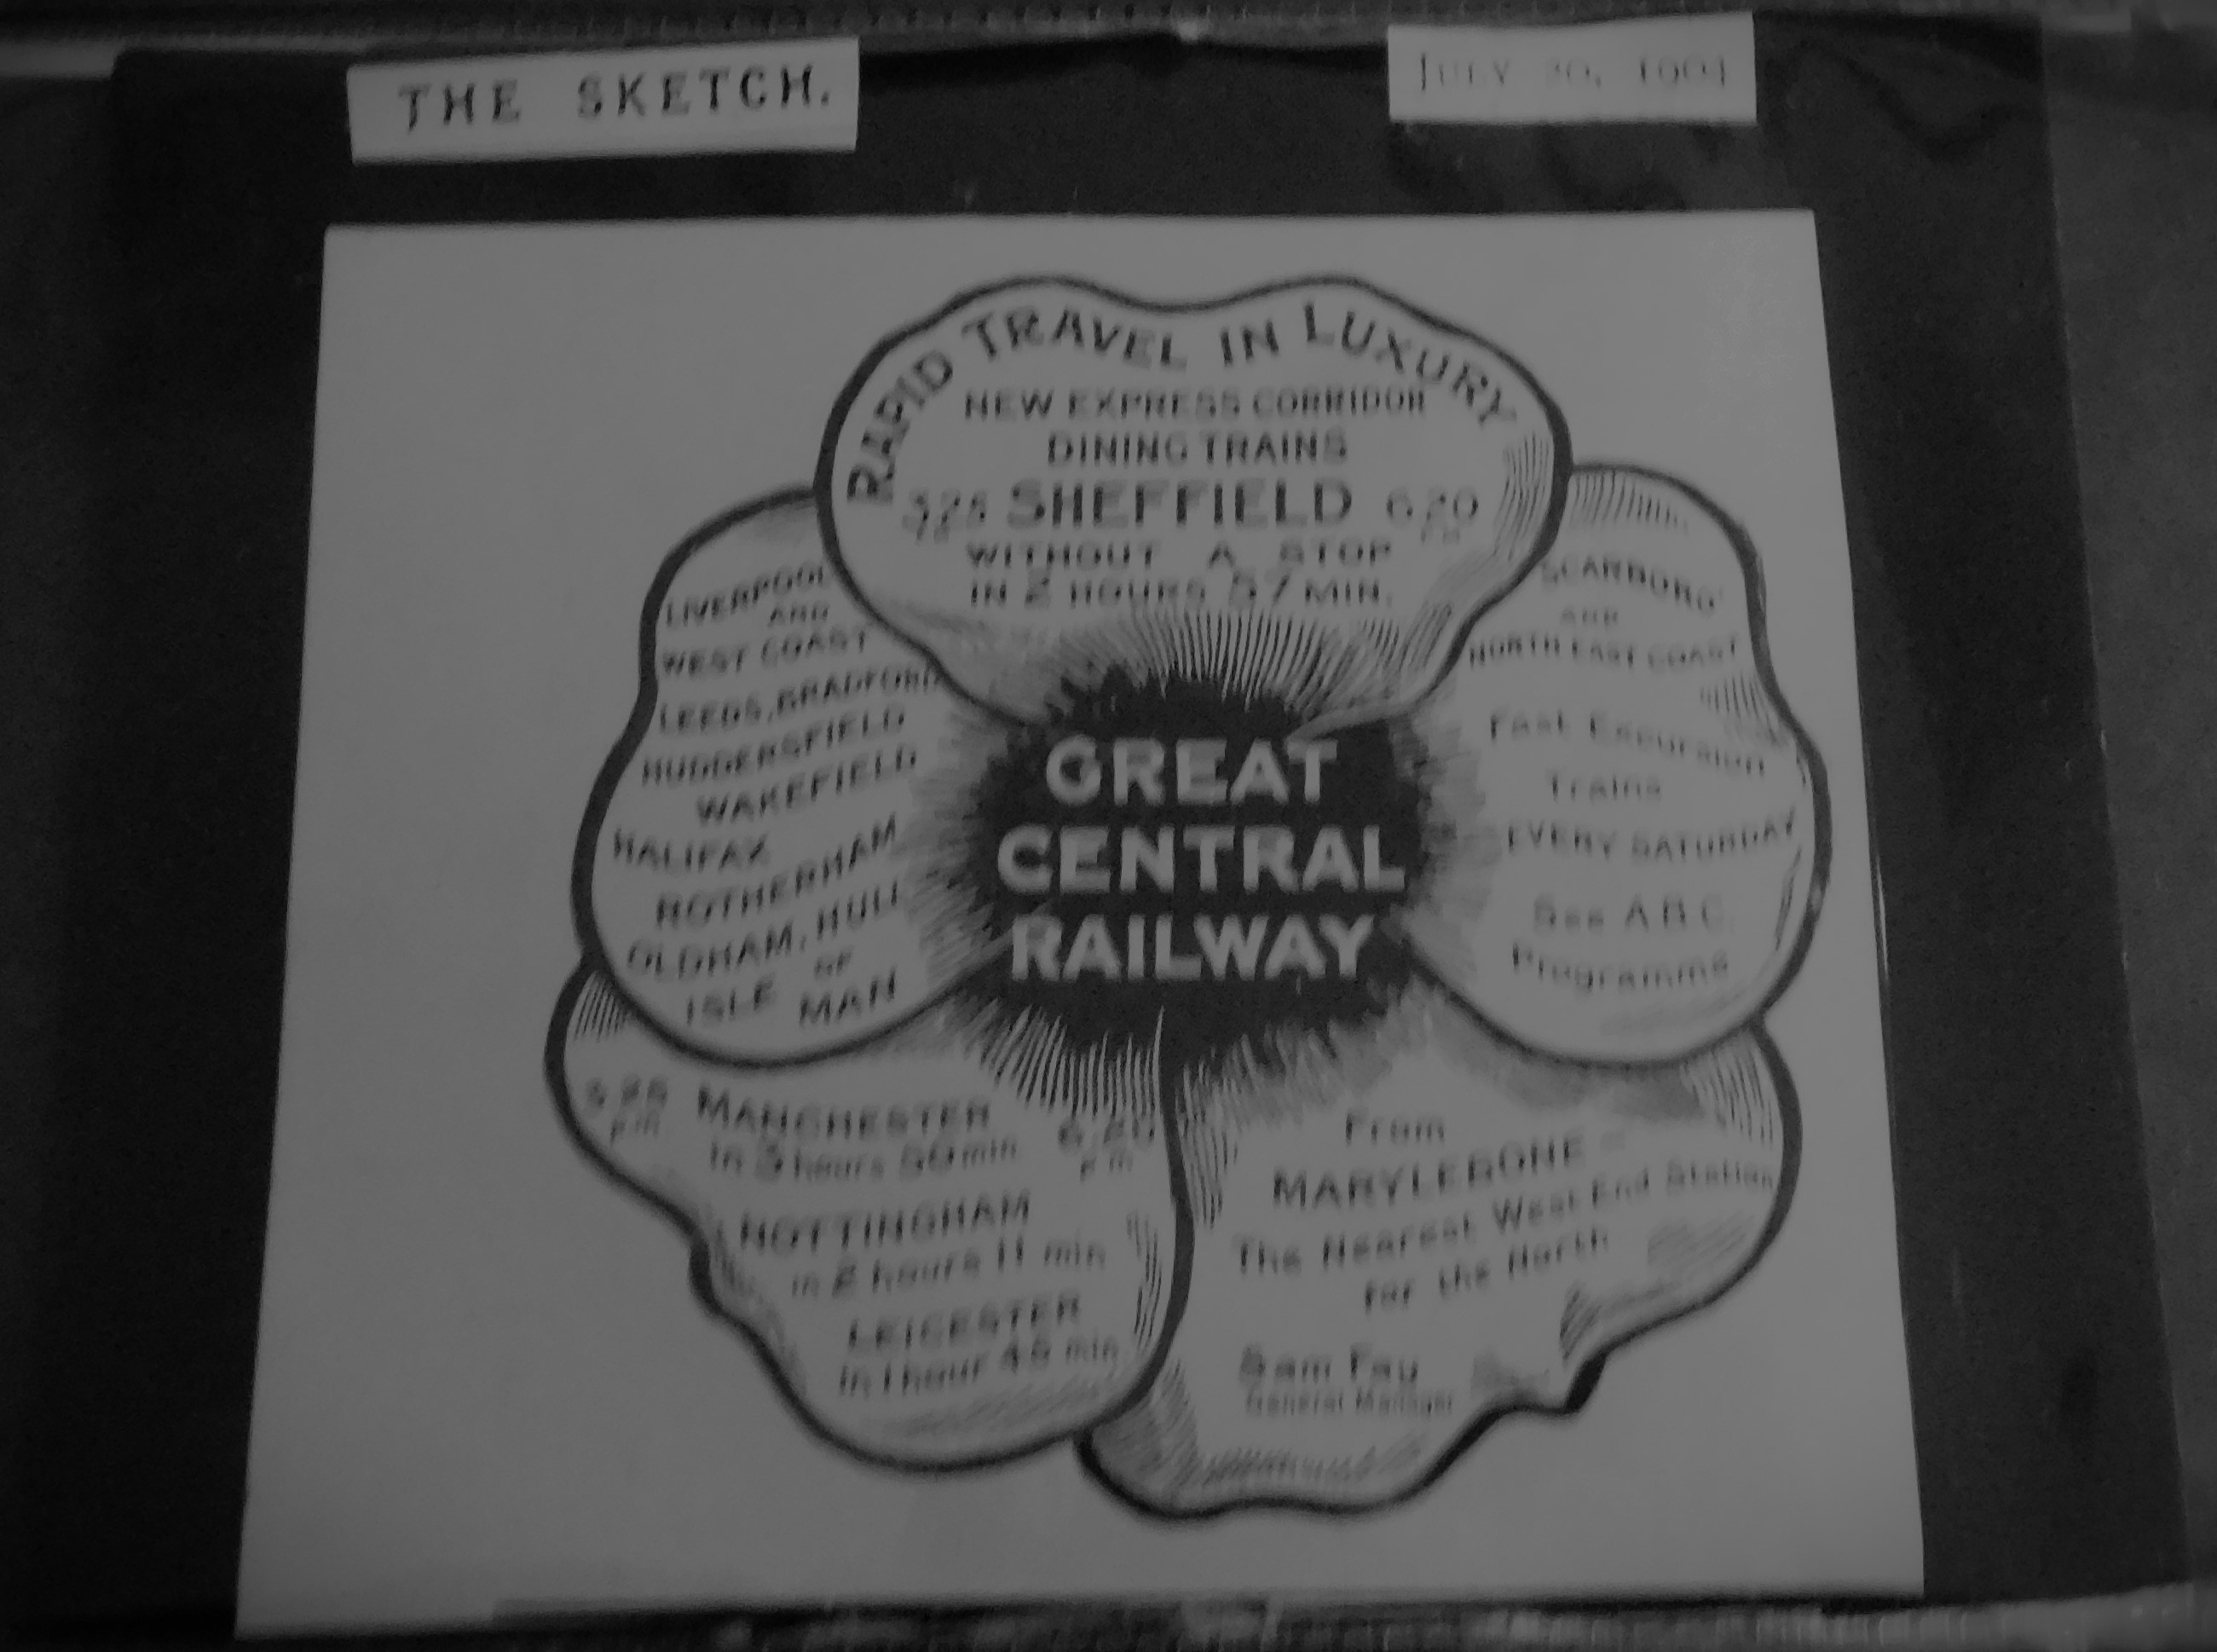 THE SKETCH.
JULY 20, 1904
RAPID TRAVEL IN LUXURY
NEW EXPRESS CORRIDOR
DINING TRAINS
3.25 SHEFFIELD 6.20
WITHOUT A STOP
IN 2 HOURS 57 MIN.
LIVERPOOL
AND
WEST COAST
LEEDS, BRADFORD
HUDDERSFIELD
WAKEFIELD
HALIFAX
ROTHERHAM
OLDHAM, HULL
ISLE OF MAN
SCARBORO'
AND
NORTH EAST COAST
Fast Excursion
Trains
EVERY SATURDAY
See A.B.C.
Programme
GREAT
CENTRAL
RAILWAY
3.25 p.m. MANCHESTER 6.20 p.m.
in 3 hours 50 min
NOTTINGHAM
in 2 hours 11 min
LEICESTER
in 1 hour 45 min
From
MARYLEBONE
The Nearest West End Station
for the North
Sam Fay
General Manager